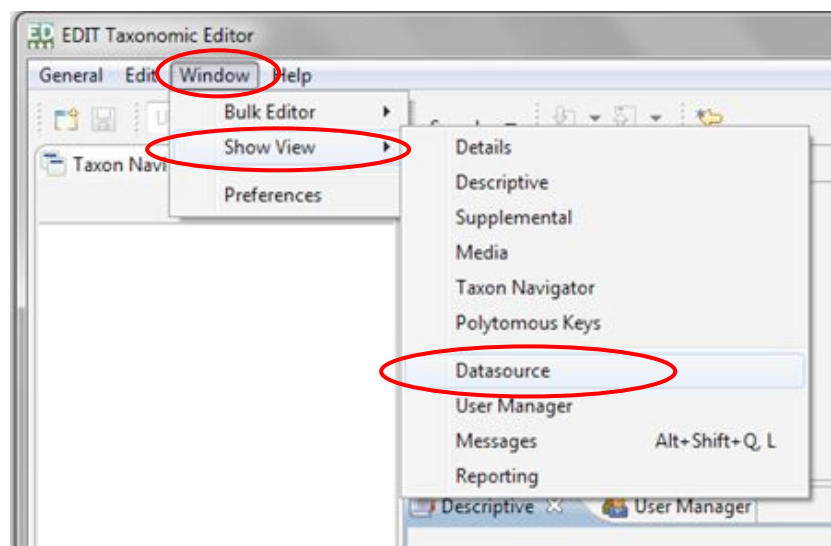 EDIT Taxonomic Editor
General Edit Window Help
Bulk Editor
Show View
Taxon Navi
Preferences
Details
Descriptive
Supplemental
Media
Taxon Navigator
Polytomous Keys
Datasource
User Manager
Messages Alt+Shift+Q, L
Reporting
Descriptive User Manager